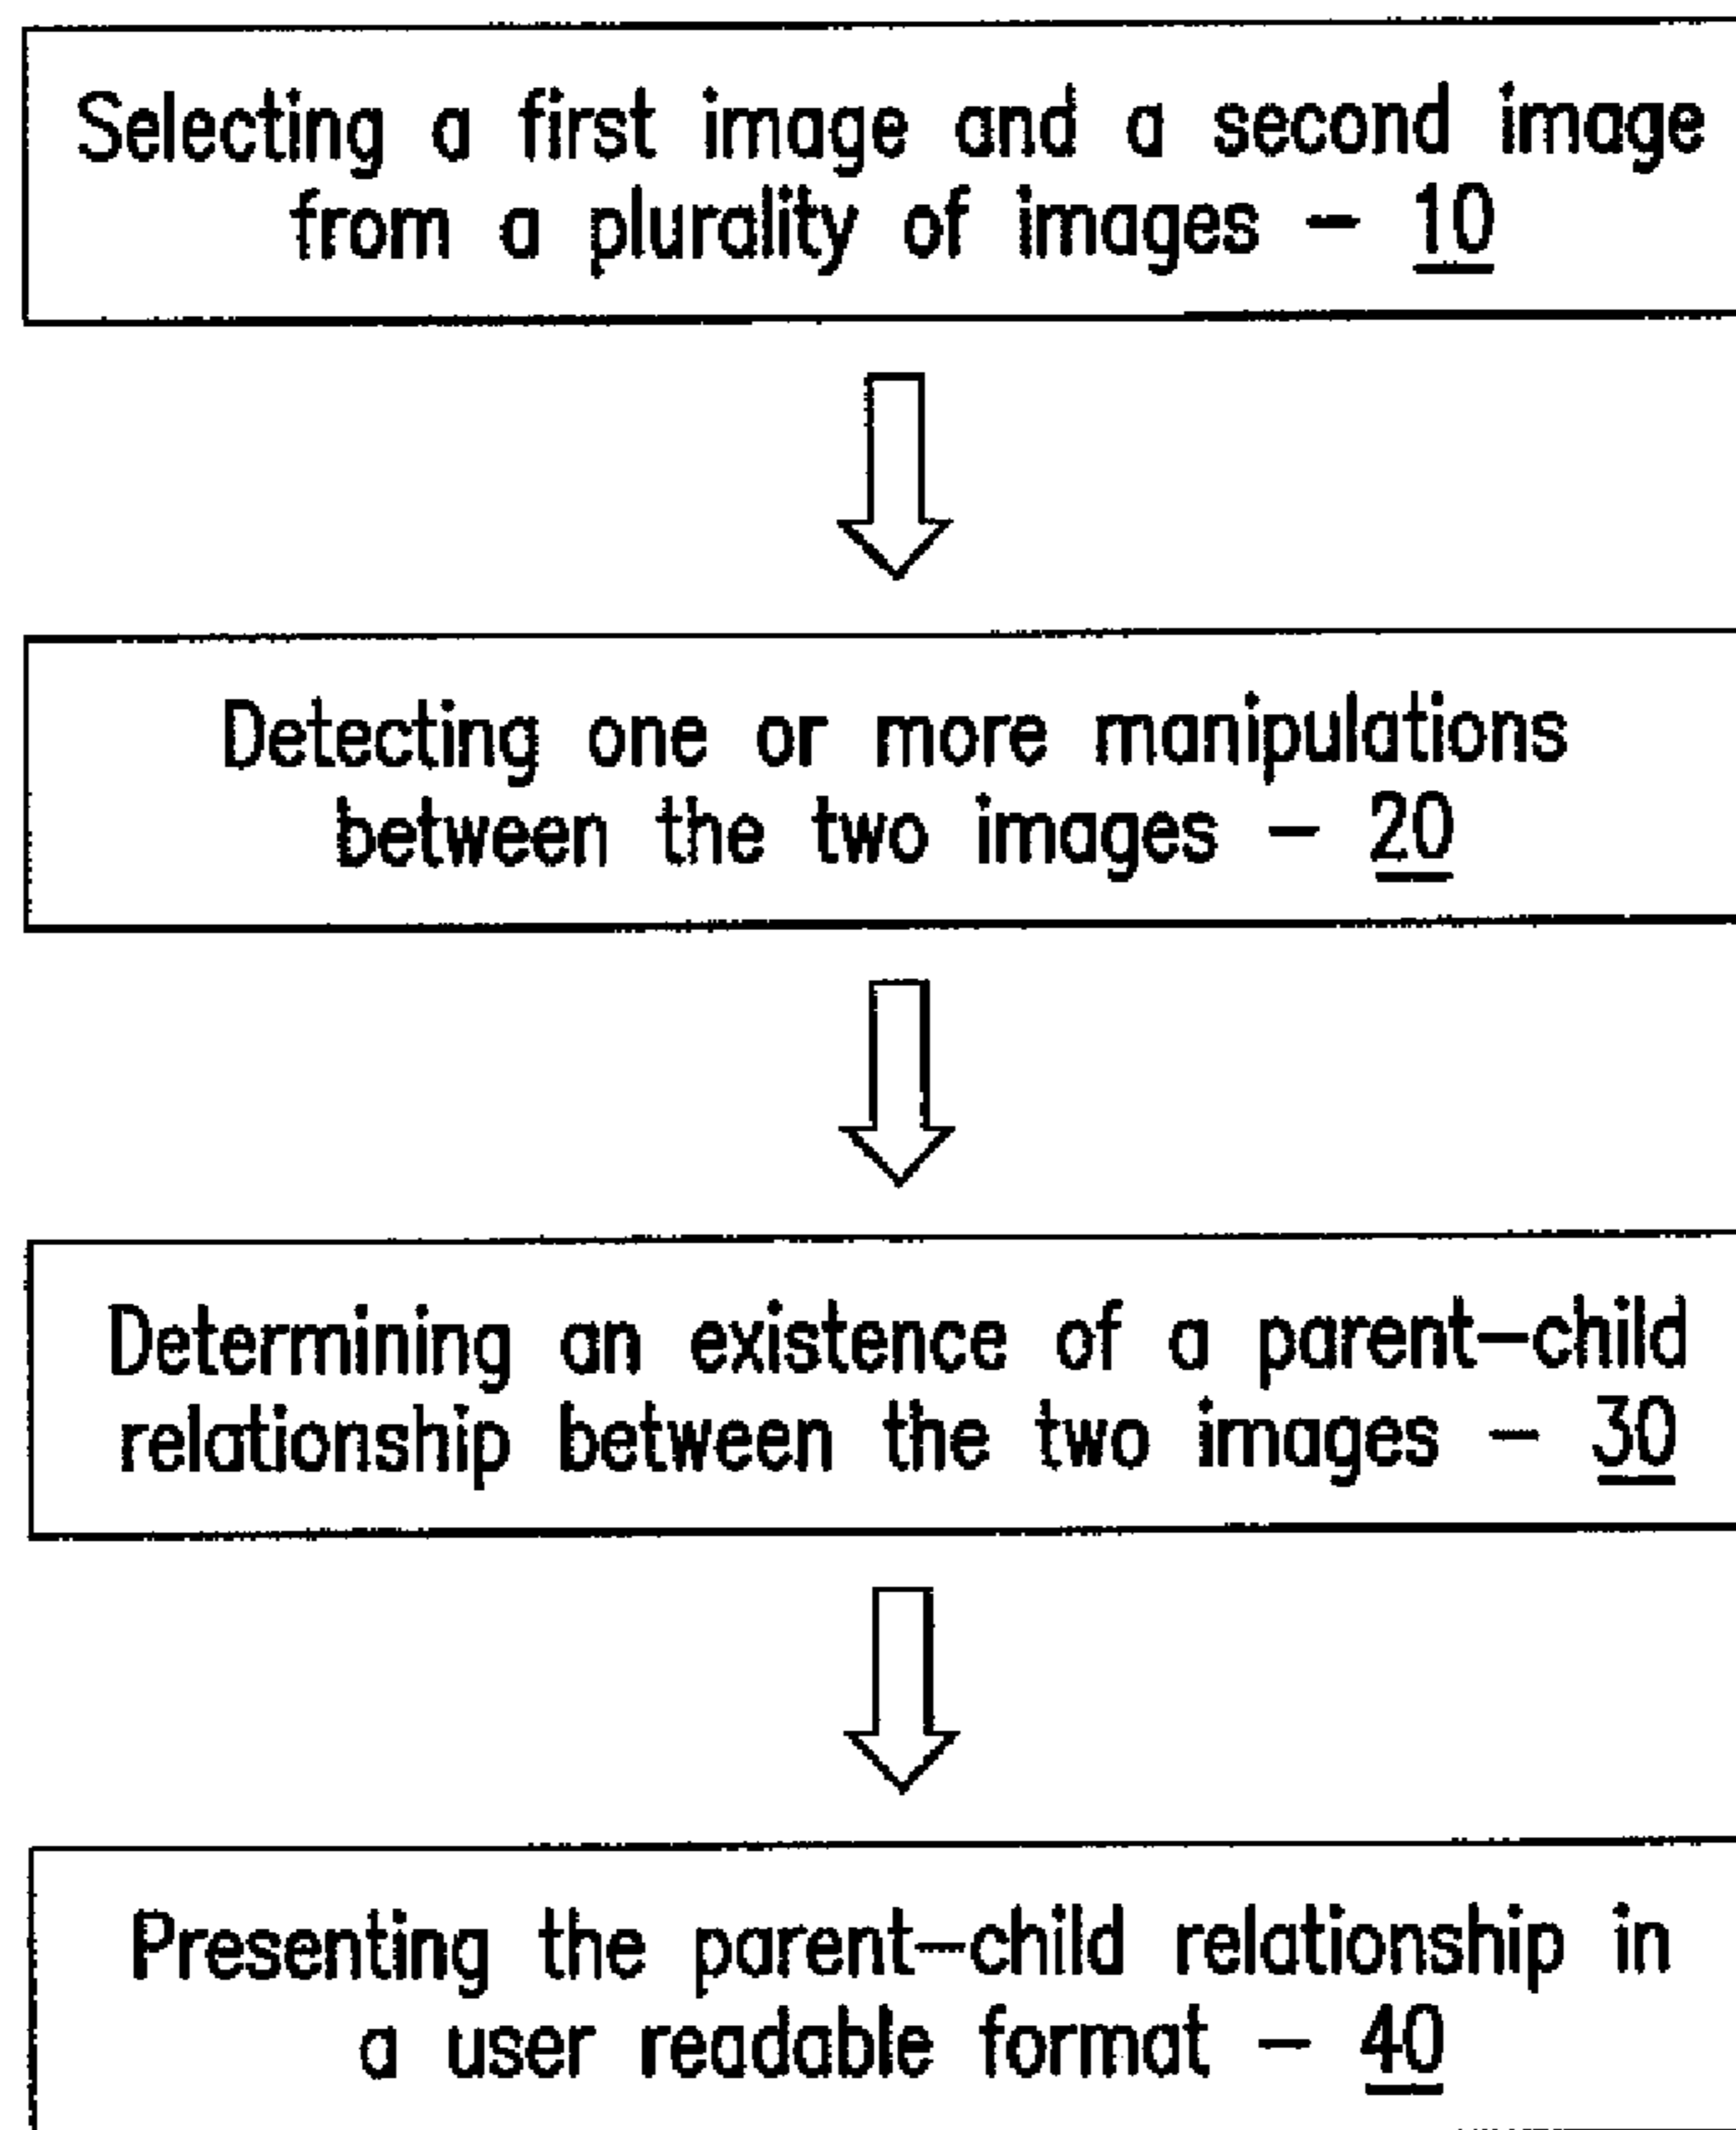 Selecting a first image and a second image
from a plurality of images – 10
Detecting one or more manipulations
between the two images – 20
Determining an existence of a parent–child
relationship between the two images – 30
Presenting the parent–child relationship in
a user readable format – 40